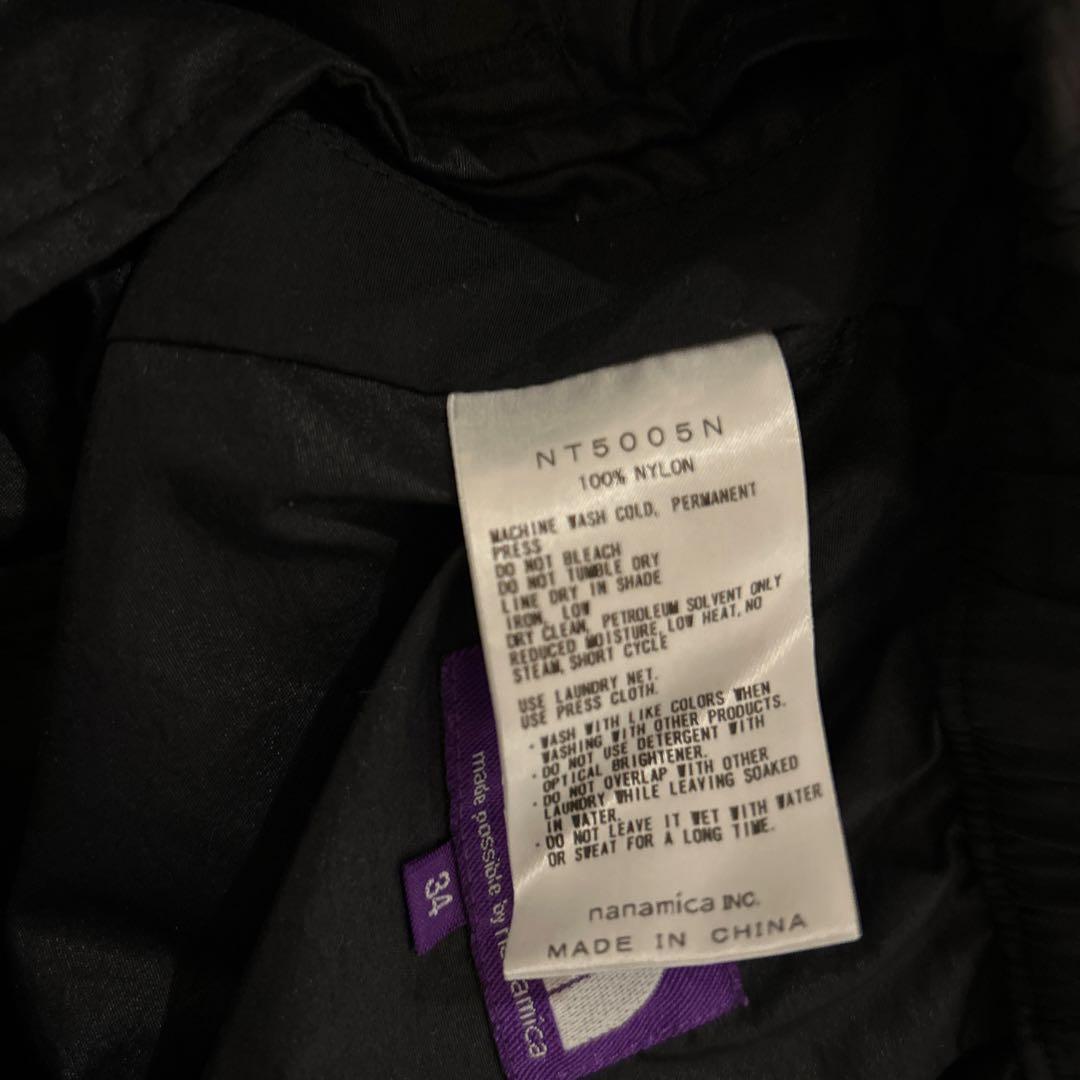 NT5005N
100% NYLON
MACHINE WASH COLD, PERMANENT
PRESS
DO NOT BLEACH
DO NOT TUMBLE DRY
LINE DRY IN SHADE
IRON, LOW
DRY CLEAN, PETROLEUM SOLVENT ONLY
REDUCED MOISTURE, LOW HEAT, NO
STEAM, SHORT CYCLE
USE LAUNDRY NET.
USE PRESS CLOTH.
· WASH WITH LIKE COLORS WHEN
WASHING WITH OTHER PRODUCTS.
· DO NOT USE DETERGENT WITH
OPTICAL BRIGHTENER.
· DO NOT OVERLAP WITH OTHER
LAUNDRY WHILE LEAVING SOAKED
IN WATER.
· DO NOT LEAVE IT WET WITH WATER
OR SWEAT FOR A LONG TIME.
nanamica INC.
MADE IN CHINA
made possible by
34